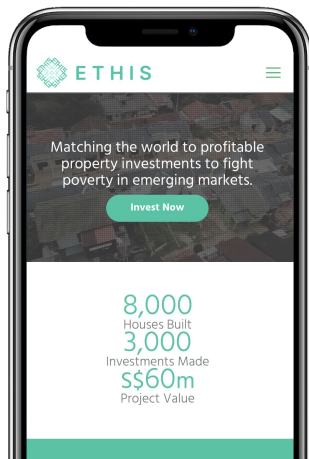 ETHIS
Matching the world to profitable
property investments to fight
poverty in emerging markets.
Invest Now
8,000
Houses Built
3,000
Investments Made
S$60m
Project Value